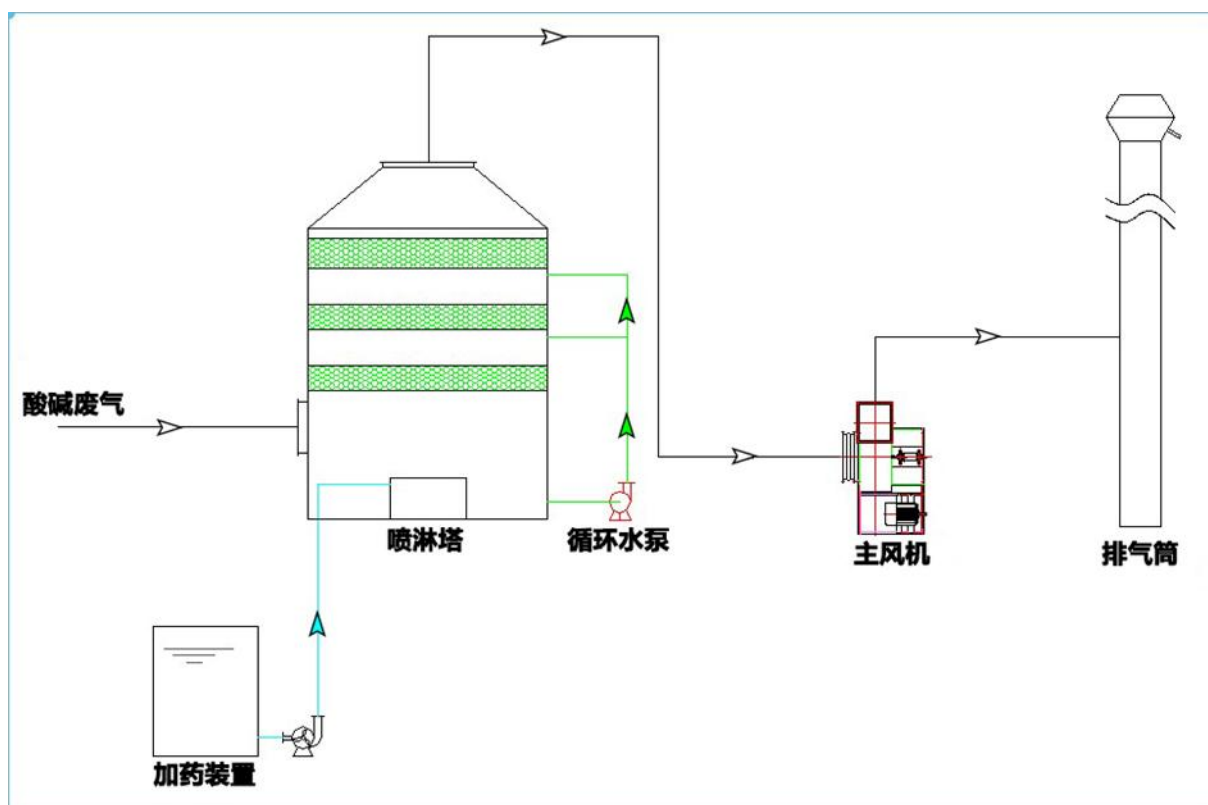 酸碱废气
喷淋塔
循环水泵
主风机
排气筒
加药装置